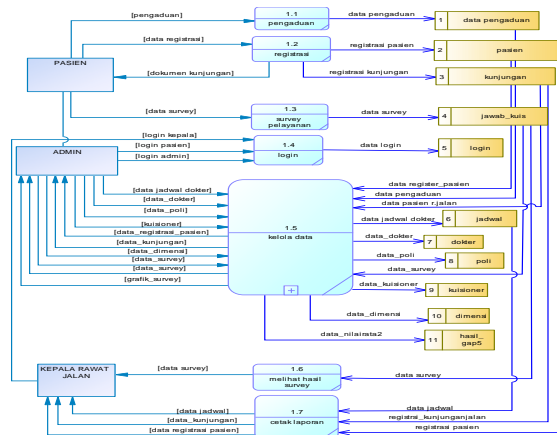 [pengaduan]
1.1
pengaduan
data pengaduan
1
data pengaduan
[data registrasi]
1.2
registrasi
registrasi pasien
2
pasien
PASIEN
[dokumen kunjungan]
registrasi kunjungan
3
kunjungan
[data survey]
1.3
survey
pelayanan
data survey
4
jawab_kuis
[login kepala]
[login pasien]
[login admin]
1.4
login
data login
5
login
ADMIN
[data jadwal dokter]
[data_dokter]
[data_poli]
[kuisioner]
[data_registrasi_pasien]
[data_kunjungan]
[data_dimensi]
[data_survey]
[data_survey]
[grafik_survey]
1.5
kelola data
data register_pasien
data pengaduan
data pasien r.jalan
data jadwal dokter
6
jadwal
data_dokter
7
dokter
data_poli
8
poli
data_survey
data_kuisioner
9
kuisioner
data_dimensi
10
dimensi
data_nilairata2
11
hasil_
gap5
KEPALA RAWAT
JALAN
[data survey]
1.6
melihat hasil
survey
data survey
[data jadwal]
[data_kunjungan]
[data registrasi pasien]
1.7
cetak laporan
data jadwal
registrasi_kunganjalan
registrasi pasien